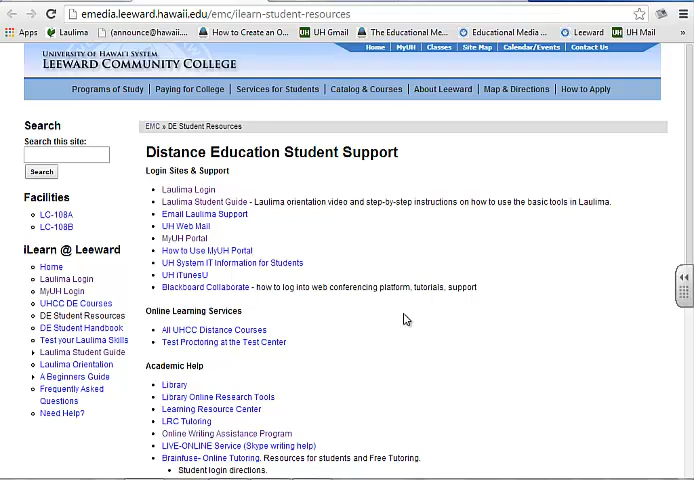 emedia.leeward.hawaii.edu/emc/ilearn-student-resources
Apps Laulima (announce@hawaii.... How to Create an O... UH Gmail The Educational Me... Educational Media ... Leeward UH Mail
Home MyUH Classes Site Map Calendar/Events Contact Us
UNIVERSITY OF HAWAI'I SYSTEM
LEEWARD COMMUNITY COLLEGE
Programs of Study Paying for College Services for Students Catalog & Courses About Leeward Map & Directions How to Apply
Search
Search this site:
Search
Facilities
LC-108A
LC-108B
iLearn @ Leeward
Home
Laulima Login
MyUH Login
UHCC DE Courses
DE Student Resources
DE Student Handbook
Test your Laulima Skills
Laulima Student Guide
Laulima Orientation
A Beginners Guide
Frequently Asked
Questions
Need Help?
EMC » DE Student Resources
Distance Education Student Support
Login Sites & Support
Laulima Login
Laulima Student Guide - Laulima orientation video and step-by-step instructions on how to use the basic tools in Laulima.
Email Laulima Support
UH Web Mail
MyUH Portal
How to Use MyUH Portal
UH System IT Information for Students
UH iTunesU
Blackboard Collaborate - how to log into web conferencing platform, tutorials, support
Online Learning Services
All UHCC Distance Courses
Test Proctoring at the Test Center
Academic Help
Library
Library Online Research Tools
Learning Resource Center
LRC Tutoring
Online Writing Assistance Program
LIVE-ONLINE Service (Skype writing help)
Brainfuse- Online Tutoring. Resources for students and Free Tutoring.
Student login directions.